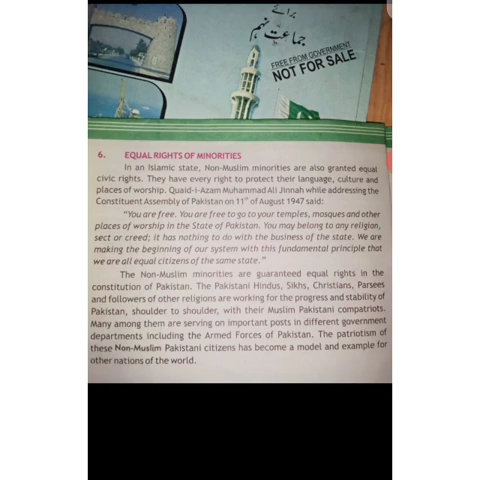 برائے
جماعت نہم
FREE FROM GOVERNMENT
NOT FOR SALE
6. EQUAL RIGHTS OF MINORITIES
In an Islamic state, Non-Muslim minorities are also granted equal
civic rights. They have every right to protect their language, culture and
places of worship. Quaid-i-Azam Muhammad Ali Jinnah while addressing the
Constituent Assembly of Pakistan on 11th of August 1947 said:
"You are free. You are free to go to your temples, mosques and other
places of worship in the State of Pakistan. You may belong to any religion,
sect or creed; it has nothing to do with the business of the state. We are
making the beginning of our system with this fundamental principle that
we are all equal citizens of the same state."
The Non-Muslim minorities are guaranteed equal rights in the
constitution of Pakistan. The Pakistani Hindus, Sikhs, Christians, Parsees
and followers of other religions are working for the progress and stability of
Pakistan, shoulder to shoulder, with their Muslim Pakistani compatriots.
Many among them are serving on important posts in different government
departments including the Armed Forces of Pakistan. The patriotism of
these Non-Muslim Pakistani citizens has become a model and example for
other nations of the world.